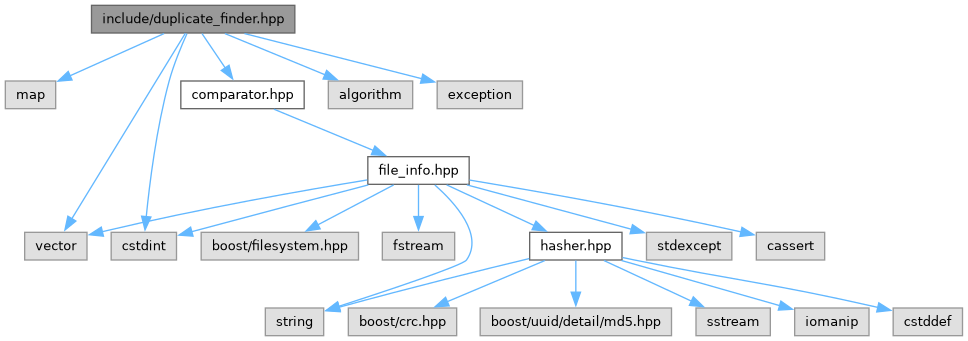 include/duplicate_finder.hpp
map
comparator.hpp
algorithm
exception
file_info.hpp
vector
cstdint
boost/filesystem.hpp
fstream
hasher.hpp
stdexcept
cassert
string
boost/crc.hpp
boost/uuid/detail/md5.hpp
sstream
iomanip
cstddef